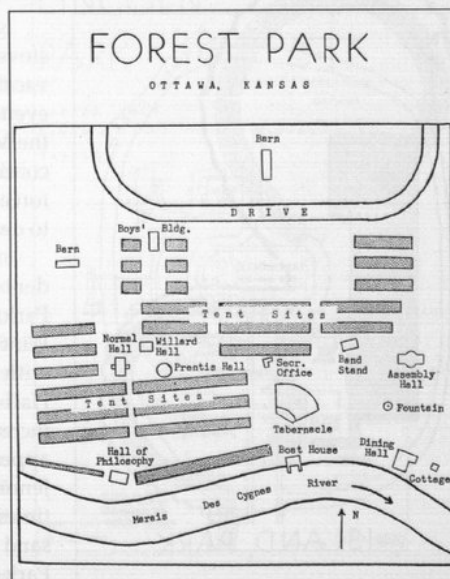 FOREST PARK
OTTAWA, KANSAS
Barn
DRIVE
Boys' Bldg.
Barn
Tent Sites
Normal
Hall
Willard
Hall
Prentis Hall
Secr.
Office
Band
Stand
Assembly
Hall
Tent Sites
Fountain
Tabernacle
Hall of
Philosophy
Boat House
Dining
Hall
Cottage
Marais Des Cygnes River
N